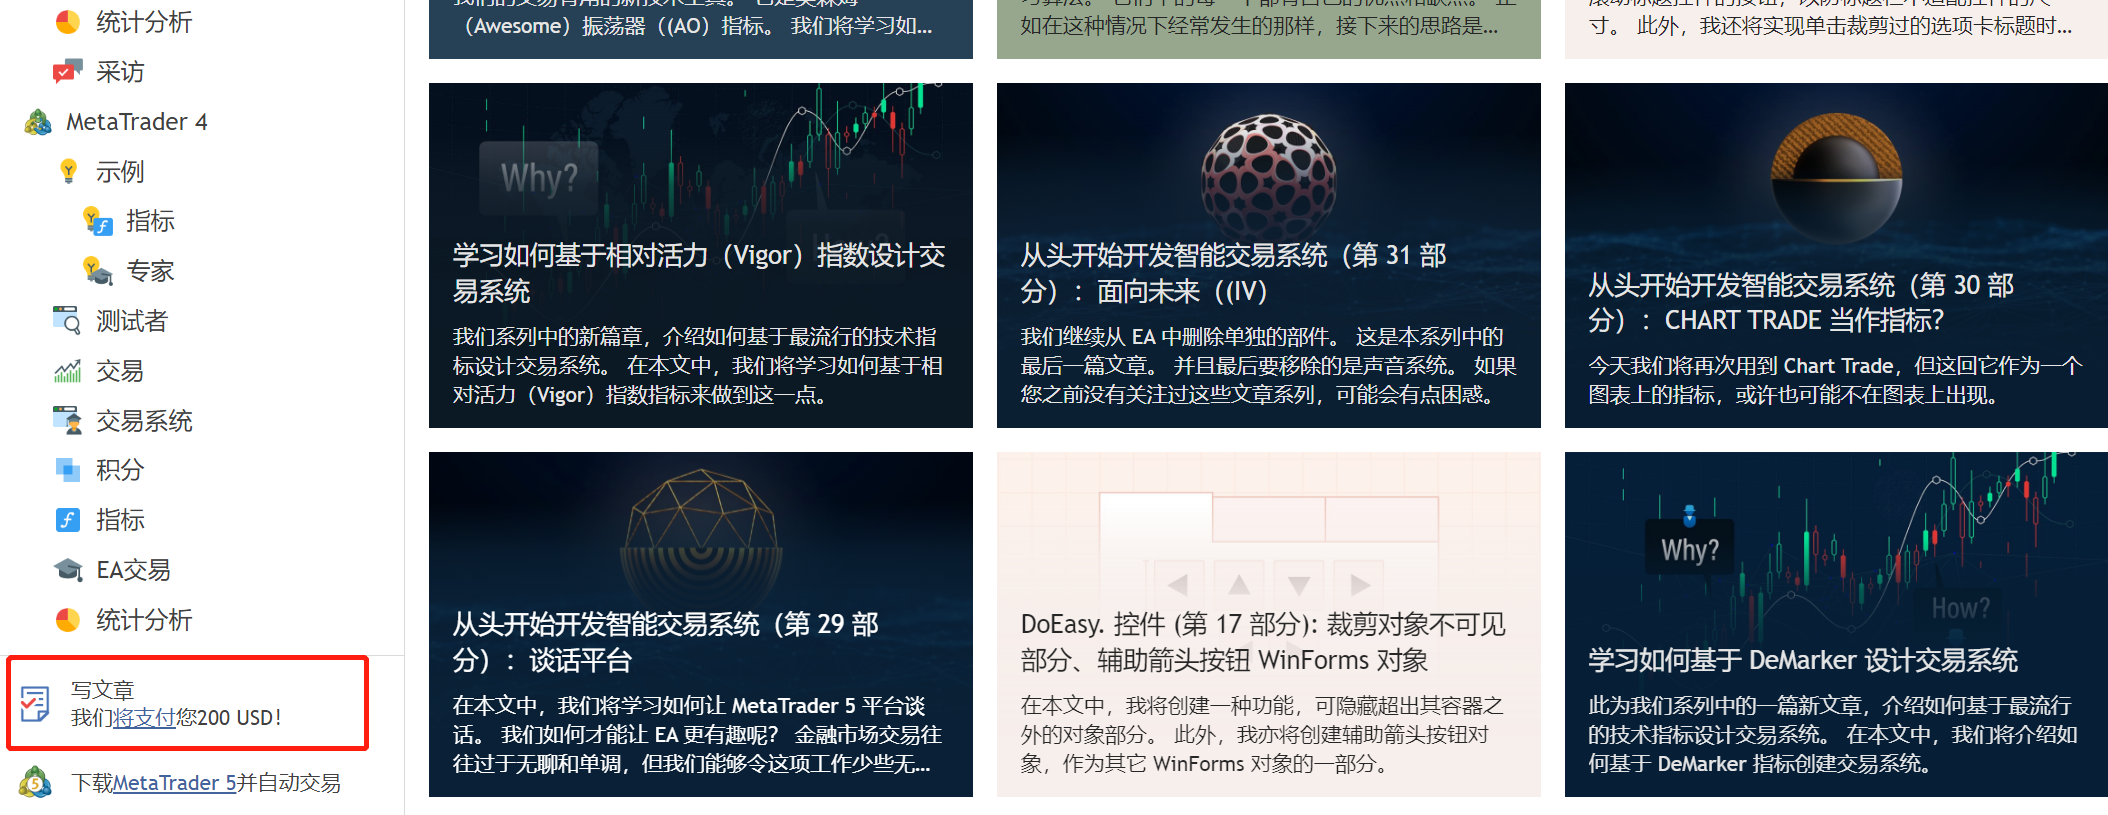 统计分析
采访
MetaTrader 4
示例
指标
专家
测试者
交易
交易系统
积分
指标
EA交易
统计分析
写文章
我们将支付您200 USD！
下载MetaTrader 5并自动交易
（Awesome）振荡器（(AO）指标。 我们将学习如...
如在这种情况下经常发生的那样，接下来的思路是...
寸。 此外，我还将实现单击裁剪过的选项卡标题时...
Why?
学习如何基于相对活力（Vigor）指数设计交
易系统
我们系列中的新篇章，介绍如何基于最流行的技术指
标设计交易系统。 在本文中，我们将学习如何基于相
对活力（Vigor）指数指标来做到这一点。
从头开始开发智能交易系统（第 31 部
分）：面向未来（(IV）
我们继续从 EA 中删除单独的部件。 这是本系列中的
最后一篇文章。 并且最后要移除的是声音系统。 如果
您之前没有关注过这些文章系列，可能会有点困惑。
从头开始开发智能交易系统（第 30 部
分）：CHART TRADE 当作指标？
今天我们将再次用到 Chart Trade，但这回它作为一个
图表上的指标，或许也可能不在图表上出现。
从头开始开发智能交易系统（第 29 部
分）：谈话平台
在本文中，我们将学习如何让 MetaTrader 5 平台谈
话。 我们如何才能让 EA 更有趣呢？ 金融市场交易往
往过于无聊和单调，但我们能够令这项工作少些无...
DoEasy. 控件 (第 17 部分): 裁剪对象不可见
部分、辅助箭头按钮 WinForms 对象
在本文中，我将创建一种功能，可隐藏超出其容器之
外的对象部分。 此外，我亦将创建辅助箭头按钮对
象，作为其它 WinForms 对象的一部分。
Why?
How?
学习如何基于 DeMarker 设计交易系统
此为我们系列中的一篇新文章，介绍如何基于最流行
的技术指标设计交易系统。 在本文中，我们将介绍如
何基于 DeMarker 指标创建交易系统。